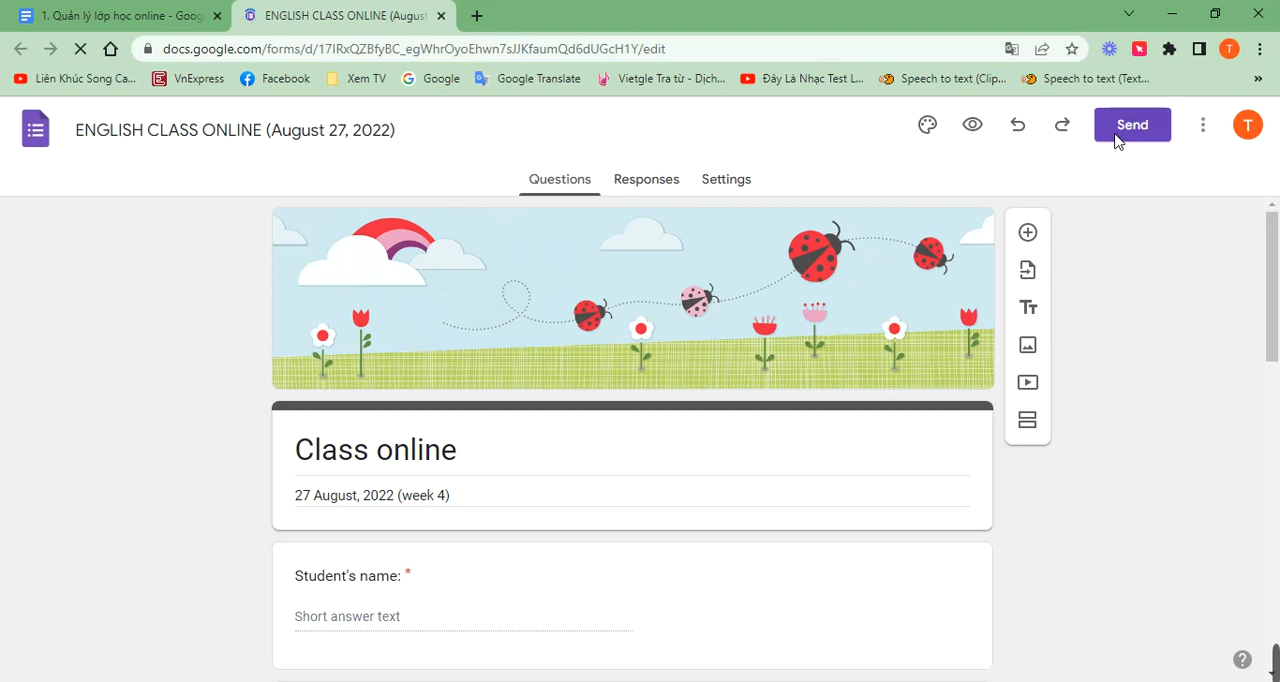 1. Quản lý lớp học online - Goog
ENGLISH CLASS ONLINE (August
docs.google.com/forms/d/17IRxQZBfyBC_egWhrOyoEhwn7sJJKfaumQd6dUGcH1Y/edit
T
Liên Khúc Song Ca...
VnExpress
Facebook
Xem TV
Google
Google Translate
Vietgle Tra từ - Dịch...
Đây Là Nhạc Test L...
Speech to text (Clip...
Speech to text (Text...
»
ENGLISH CLASS ONLINE (August 27, 2022)
Send
T
Questions
Responses
Settings
Tт
Class online
27 August, 2022 (week 4)
Student's name: *
Short answer text
?